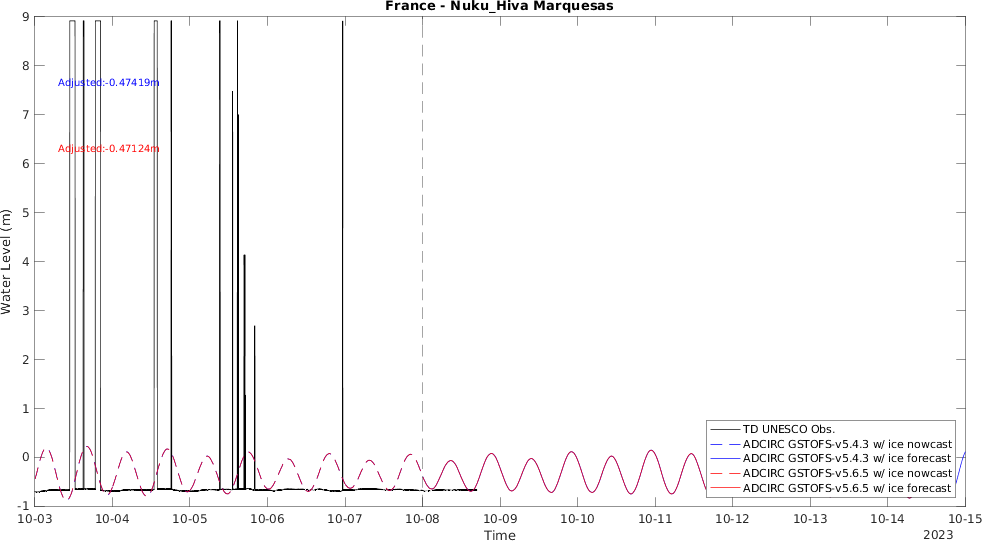 France - Nuku_Hiva Marquesas
9
8
7
6
5
4
3
2
1
0
-1
Water Level (m)
Adjusted:-0.47419m
Adjusted:-0.47124m
TD UNESCO Obs.
ADCIRC GSTOFS-v5.4.3 w/ ice nowcast
ADCIRC GSTOFS-v5.4.3 w/ ice forecast
ADCIRC GSTOFS-v5.6.5 w/ ice nowcast
ADCIRC GSTOFS-v5.6.5 w/ ice forecast
10-03 10-04 10-05 10-06 10-07 10-08 10-09 10-10 10-11 10-12 10-13 10-14 10-15
Time
2023